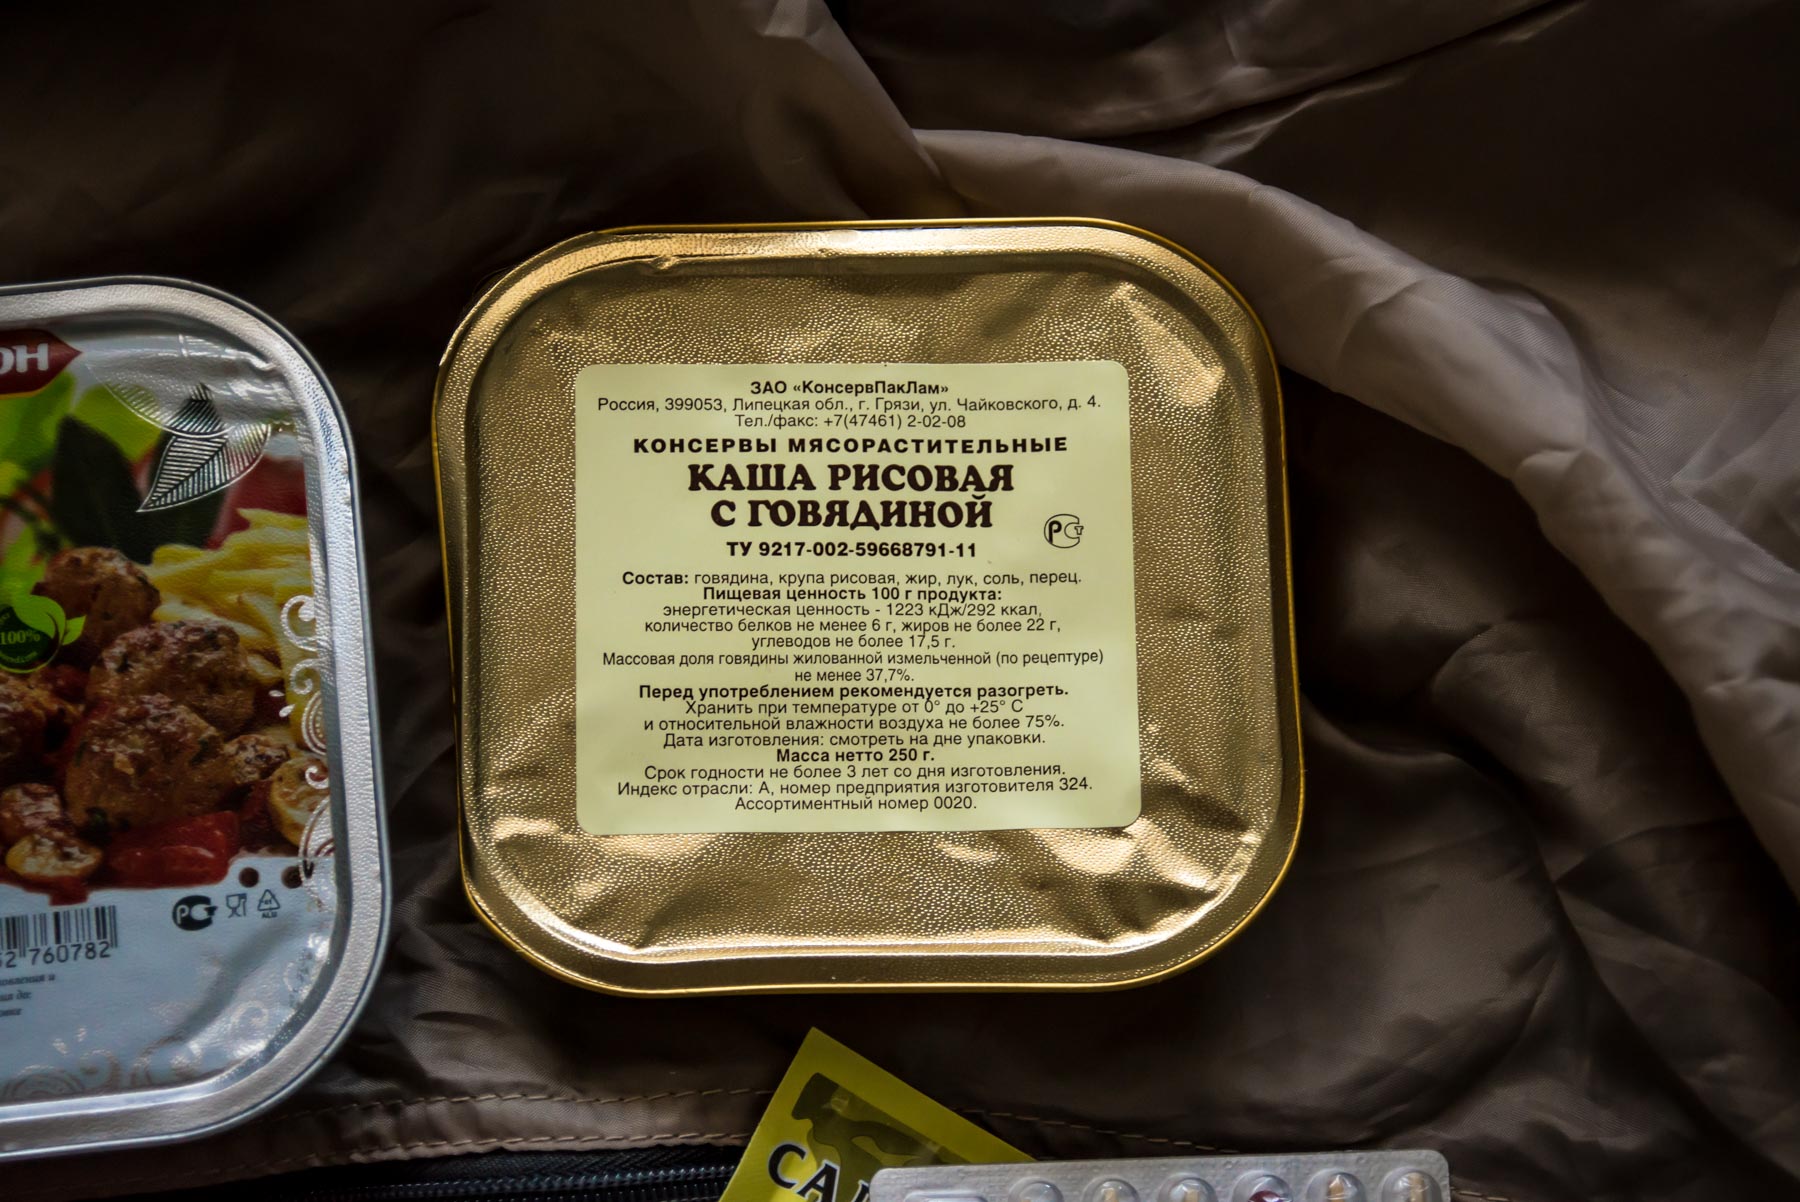 ЗАО «КонсервПакЛам»
Россия, 399053, Липецкая обл., г. Грязи, ул. Чайковского, д. 4.
Тел./факс: +7(47461) 2-02-08
КОНСЕРВЫ МЯСОРАСТИТЕЛЬНЫЕ
КАША РИСОВАЯ
С ГОВЯДИНОЙ
РСТ
ТУ 9217-002-59668791-11
Состав: говядина, крупа рисовая, жир, лук, соль, перец.
Пищевая ценность 100 г продукта:
энергетическая ценность - 1223 кДж/292 ккал,
количество белков не менее 6 г, жиров не более 22 г,
углеводов не более 17,5 г.
Массовая доля говядины жилованной измельченной (по рецептуре)
не менее 37,7%.
Перед употреблением рекомендуется разогреть.
Хранить при температуре от 0° до +25° С
и относительной влажности воздуха не более 75%.
Дата изготовления: смотреть на дне упаковки.
Масса нетто 250 г.
Срок годности не более 3 лет со дня изготовления.
Индекс отрасли: А, номер предприятия изготовителя 324.
Ассортиментный номер 0020.
ОН
100%
РСТ
ALU
760782
СА